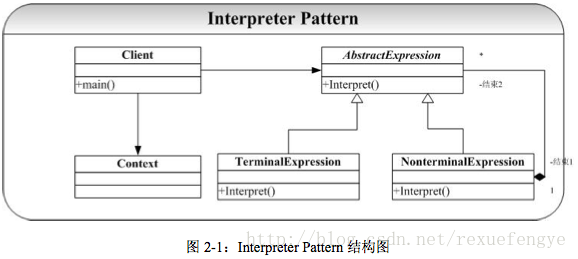 Interpreter Pattern
Client
+main()
AbstractExpression
+Interpret()
*
-结束2
Context
TerminalExpression
+Interpret()
NonterminalExpression
+Interpret()
-结束1
1
http://blog.csdn.net/rexuefengye
图 2-1：Interpreter Pattern 结构图